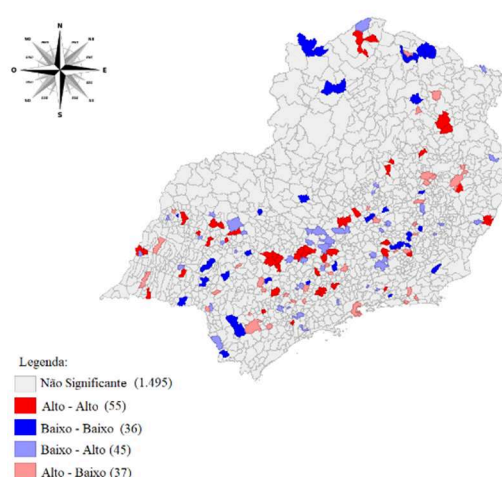 N
O
E
S
Legenda:
Não Significante (1.495)
Alto - Alto (55)
Baixo - Baixo (36)
Baixo - Alto (45)
Alto - Baixo (37)